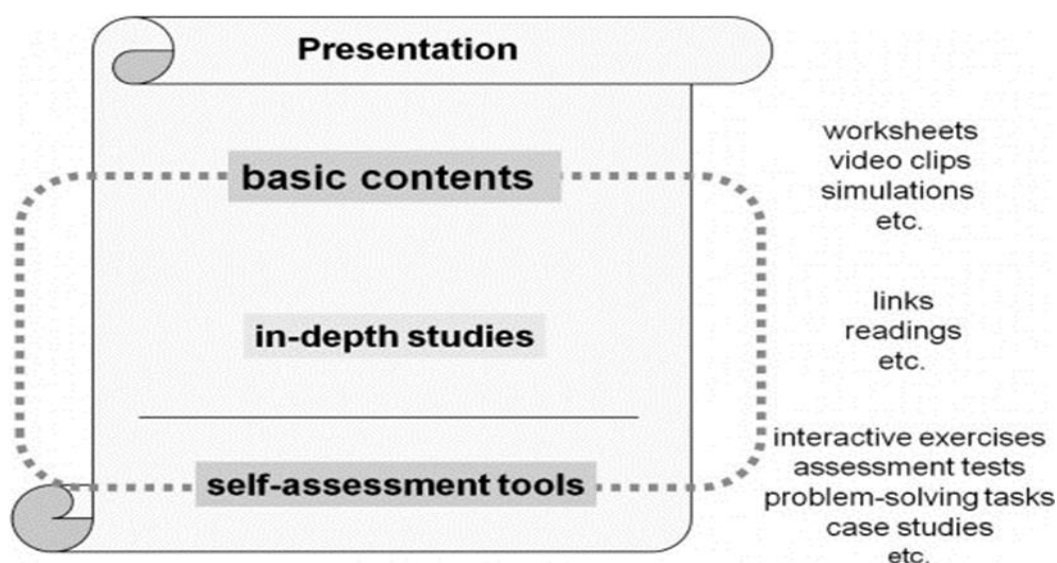 Presentation
basic contents
worksheets
video clips
simulations
etc.
in-depth studies
links
readings
etc.
self-assessment tools
interactive exercises
assessment tests
problem-solving tasks
case studies
etc.